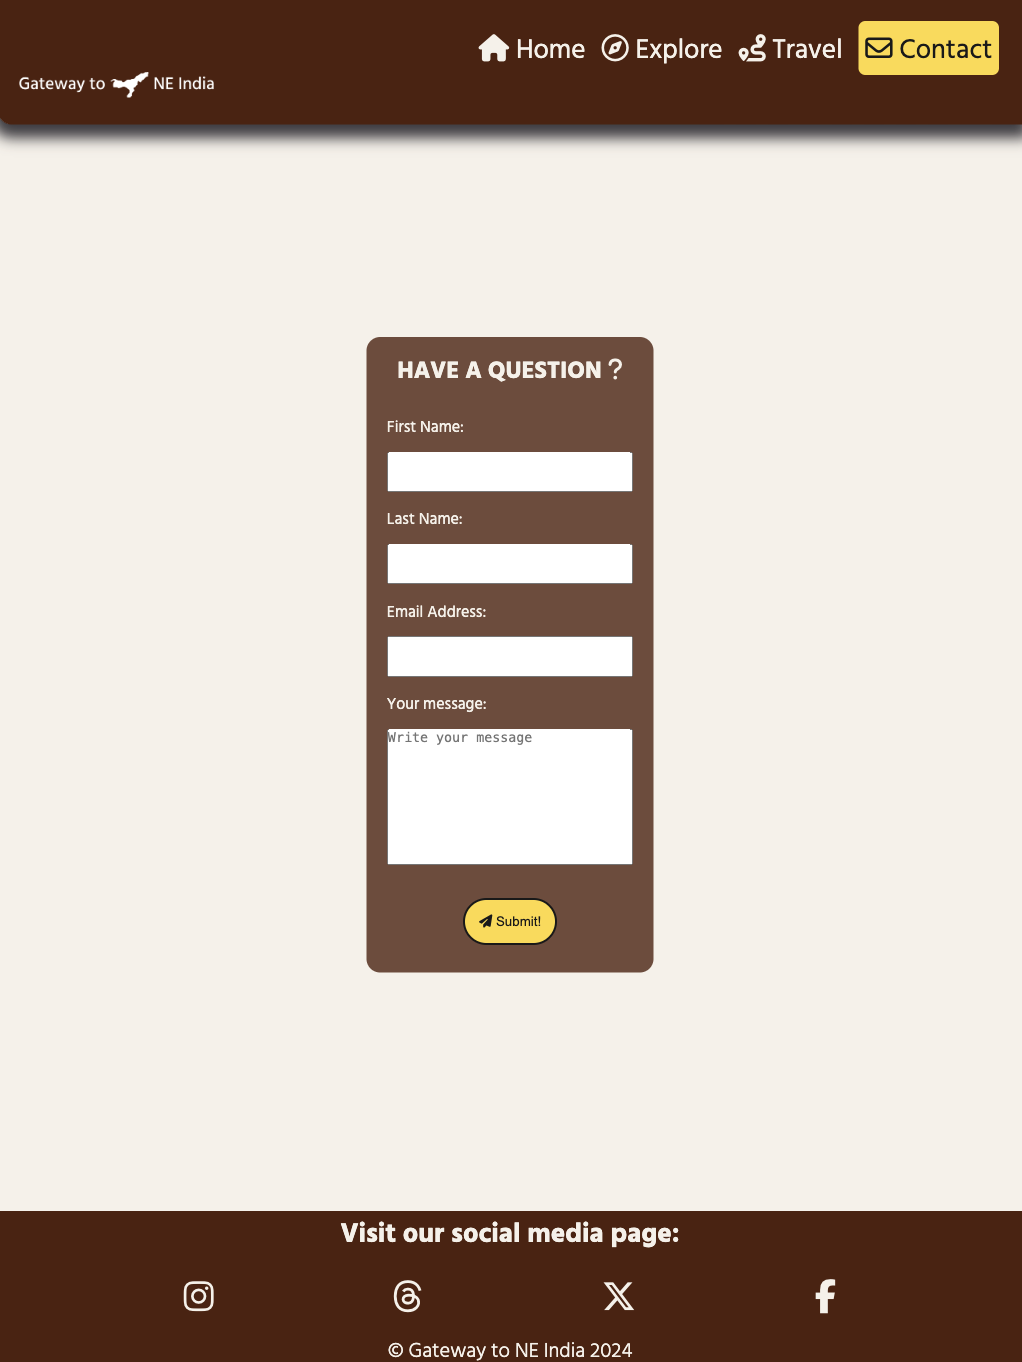 Home Explore Travel Contact
Gateway to NE India
HAVE A QUESTION?
First Name:
Last Name:
Email Address:
Your message:
Write your message
Submit!
Visit our social media page:
© Gateway to NE India 2024